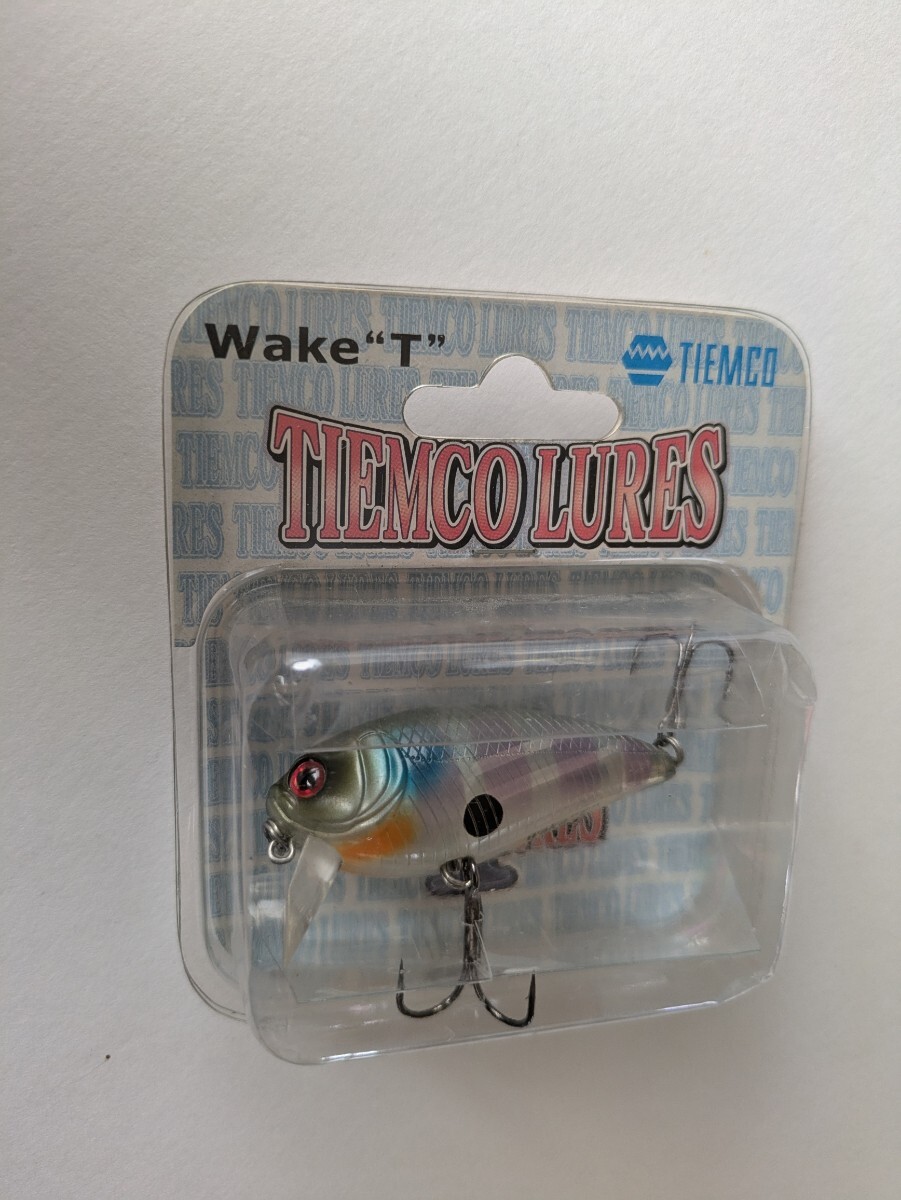 Wake “T”
TIEMCO
TIEMCO LURES